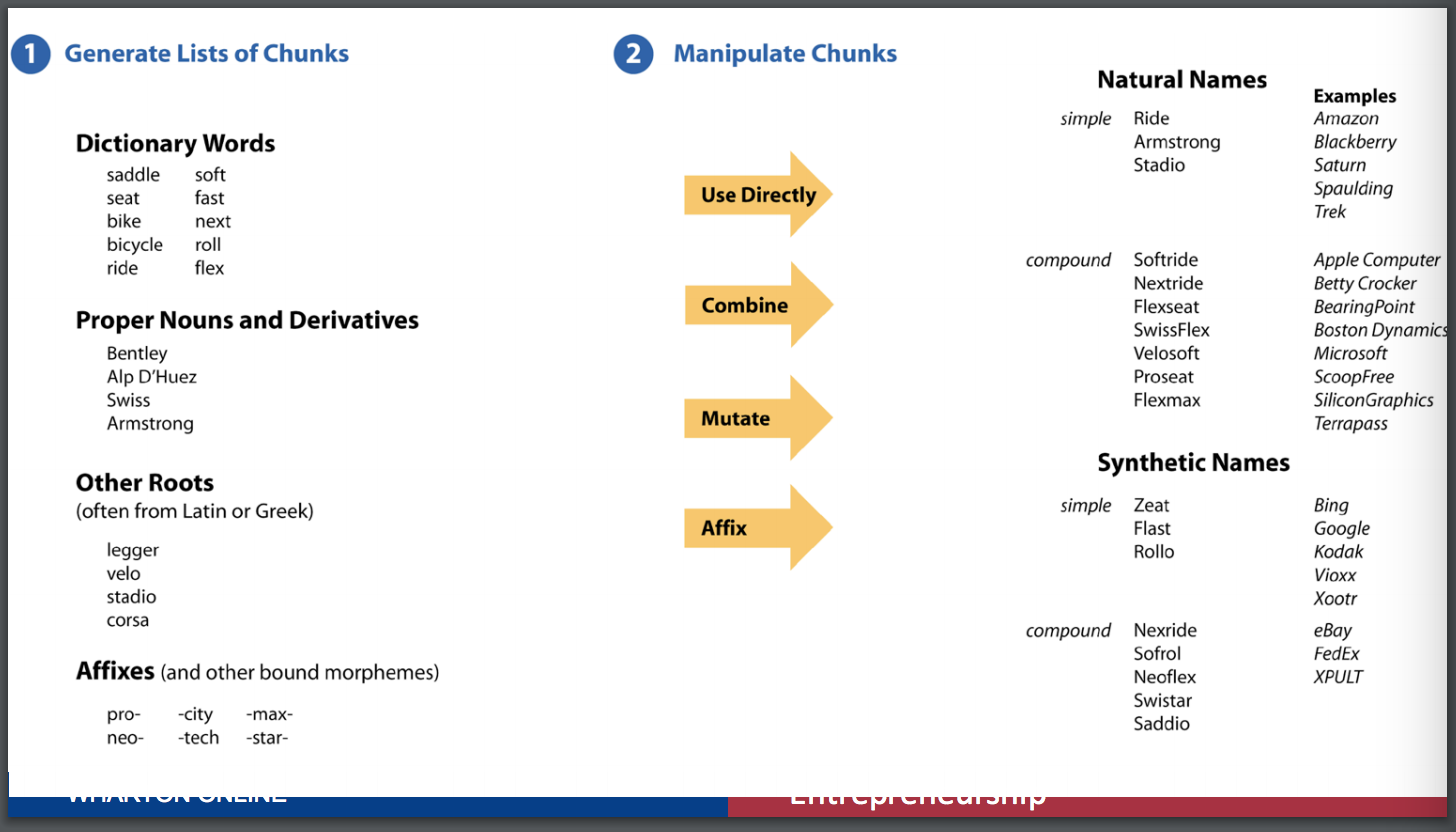 1 Generate Lists of Chunks
Dictionary Words
saddle soft
seat fast
bike next
bicycle roll
ride flex
Proper Nouns and Derivatives
Bentley
Alp D'Huez
Swiss
Armstrong
Other Roots
(often from Latin or Greek)
legger
velo
stadio
corsa
Affixes (and other bound morphemes)
pro- -city -max-
neo- -tech -star-
2 Manipulate Chunks
Use Directly
Combine
Mutate
Affix
Natural Names
Examples
simple Ride Amazon
Armstrong Blackberry
Stadio Saturn
Spaulding
Trek
compound Softride Apple Computer
Nextride Betty Crocker
Flexseat BearingPoint
SwissFlex Boston Dynamics
Velosoft Microsoft
Proseat ScoopFree
Flexmax SiliconGraphics
Terrapass
Synthetic Names
simple Zeat Bing
Flast Google
Rollo Kodak
Vioxx
Xootr
compound Nexride eBay
Sofrol FedEx
Neoflex XPULT
Swistar
Saddio
WHARTON ONLINE
Entrepreneurship